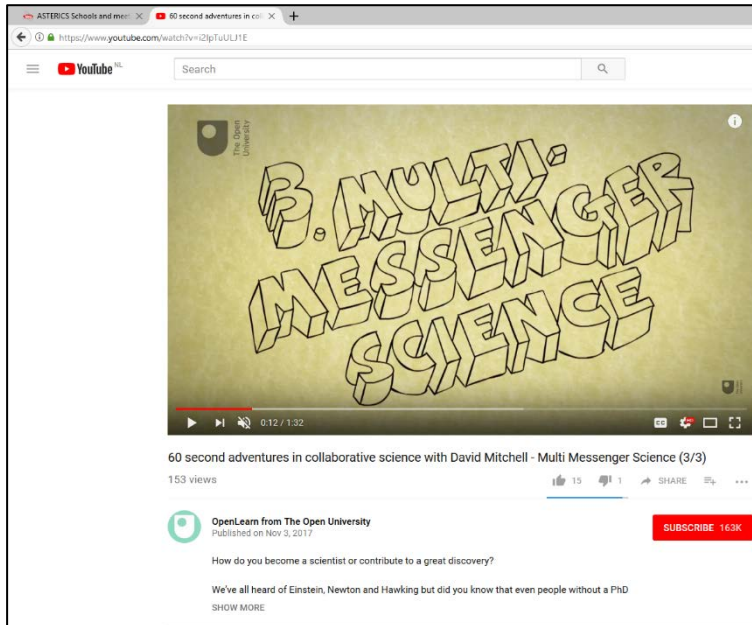 ASTERICS Schools and meet
60 second adventures in col
https://www.youtube.com/watch?v=i2IpTuULJ1E
YouTube NL
Search
The Open
University
3. MULTI-
MESSENGER
SCIENCE
0:12 / 1:32
CC
60 second adventures in collaborative science with David Mitchell - Multi Messenger Science (3/3)
153 views
15
1
SHARE
OpenLearn from The Open University
Published on Nov 3, 2017
SUBSCRIBE 163K
How do you become a scientist or contribute to a great discovery?
We've all heard of Einstein, Newton and Hawking but did you know that even people without a PhD
SHOW MORE